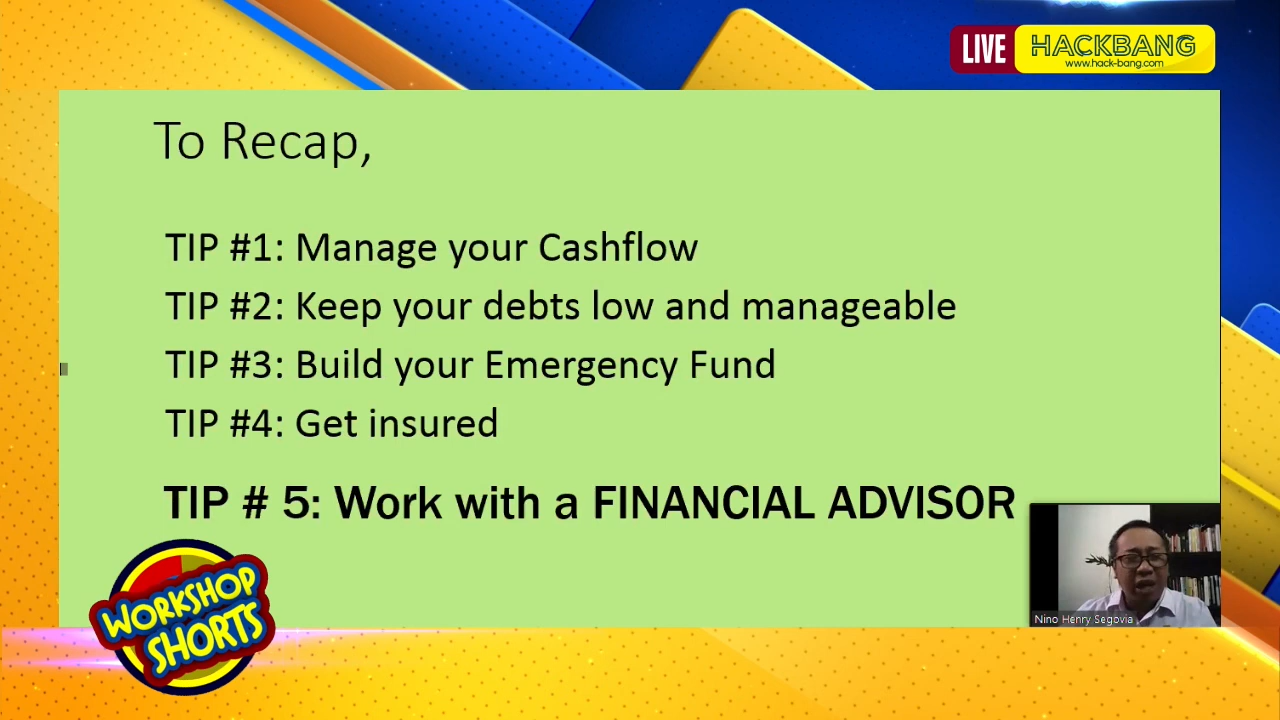 LIVE HACKBANG
www.hack-bang.com
To Recap,
TIP #1: Manage your Cashflow
TIP #2: Keep your debts low and manageable
TIP #3: Build your Emergency Fund
TIP #4: Get insured
TIP # 5: Work with a FINANCIAL ADVISOR
WORKSHOP
SHORTS
Nino Henry Segovia